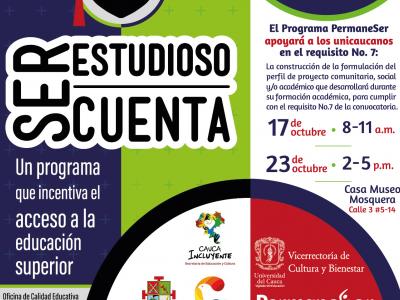 SER
ESTUDIOSO
CUENTA
Un programa
que incentiva el
acceso a la
educación
superior
Oficina de Calidad Educativa
El Programa PermaneSer
apoyará a los unicaucanos
en el requisito No. 7:
La construcción de la formulación del
perfil de proyecto comunitario, social
y/o académico que desarrollará durante
su formación académica, para cumplir
con el requisito No.7 de la convocatoria.
17 de octubre • 8-11 a.m.
23 de octubre • 2-5 p.m.
Casa Museo
Mosquera
Calle 3 #5-14
CAUCA
INCLUYENTE
Secretaría de Educación y Cultura
Universidad
del Cauca
Vicerrectoría de
Cultura y Bienestar